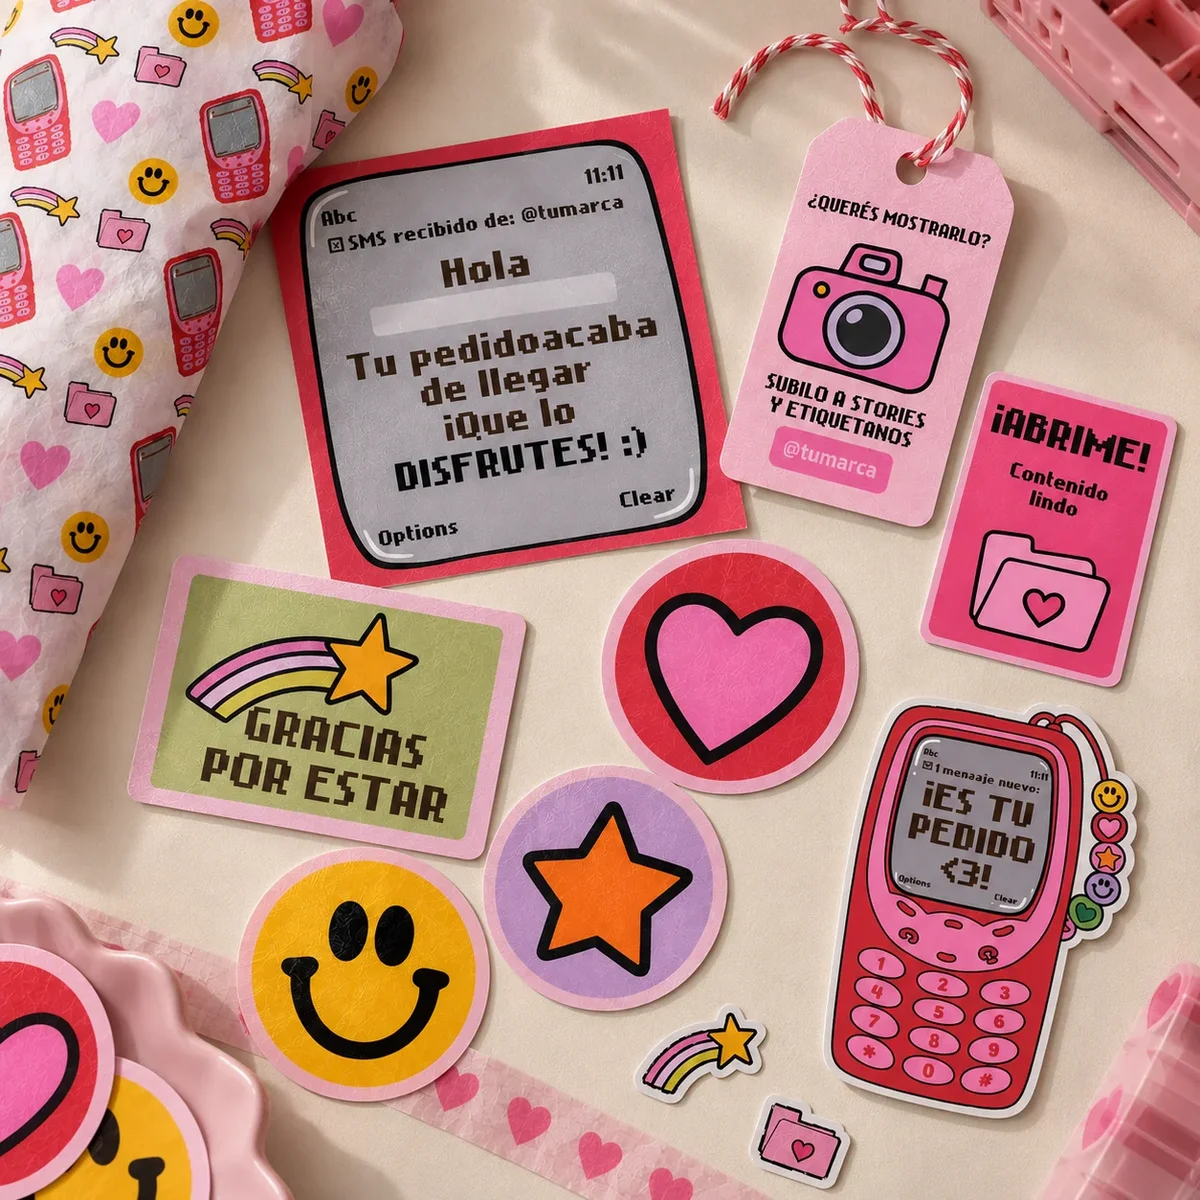 11:11
Abc
SMS recibido de: @tumarca
Hola
Tu pedidoacaba
de llegar
¡Que lo
DISFRUTES! :)
Clear
Options
¿QUERÉS MOSTRARLO?
SUBILO A STORIES
Y ETIQUETANOS
@tumarca
¡ABRIME!
Contenido
lindo
GRACIAS
POR ESTAR
Abc
11:11
1 menaaje nuevo:
¡ES TU
PEDIDO
<3!
Options
Clear
1 2 3
4 5 6
7 8 9
* 0 #